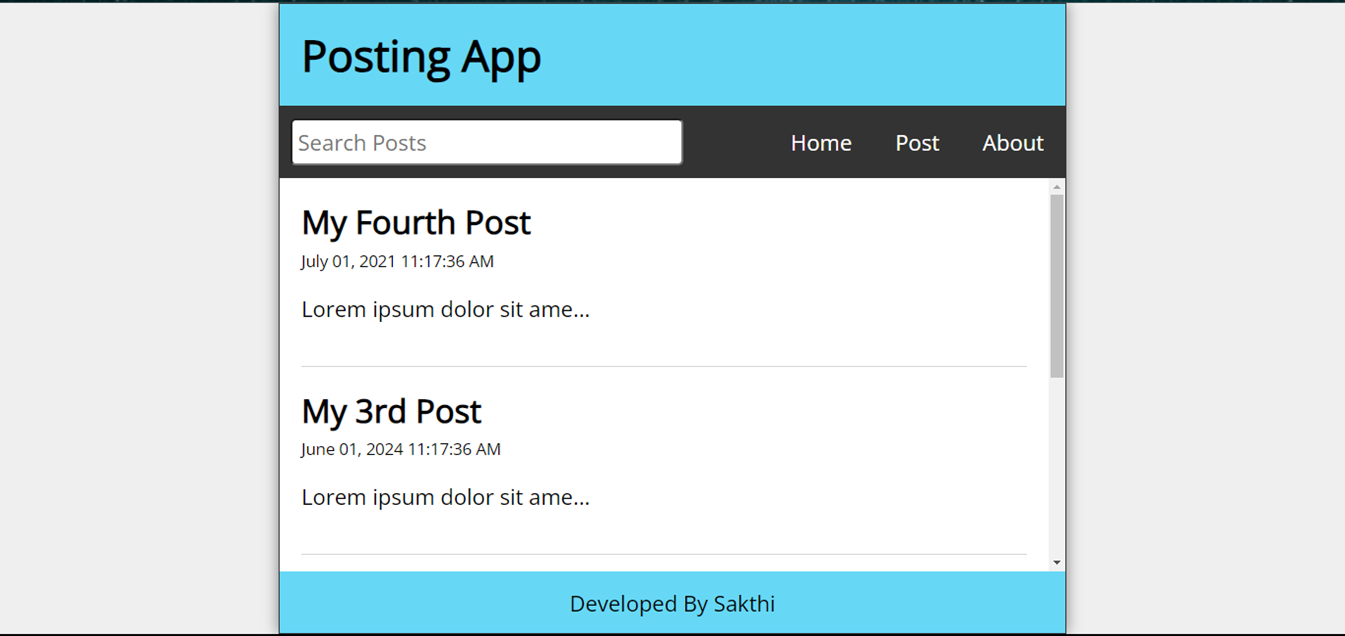 Posting App
Search Posts
Home Post About
My Fourth Post
July 01, 2021 11:17:36 AM
Lorem ipsum dolor sit ame...
My 3rd Post
June 01, 2024 11:17:36 AM
Lorem ipsum dolor sit ame...
Developed By Sakthi